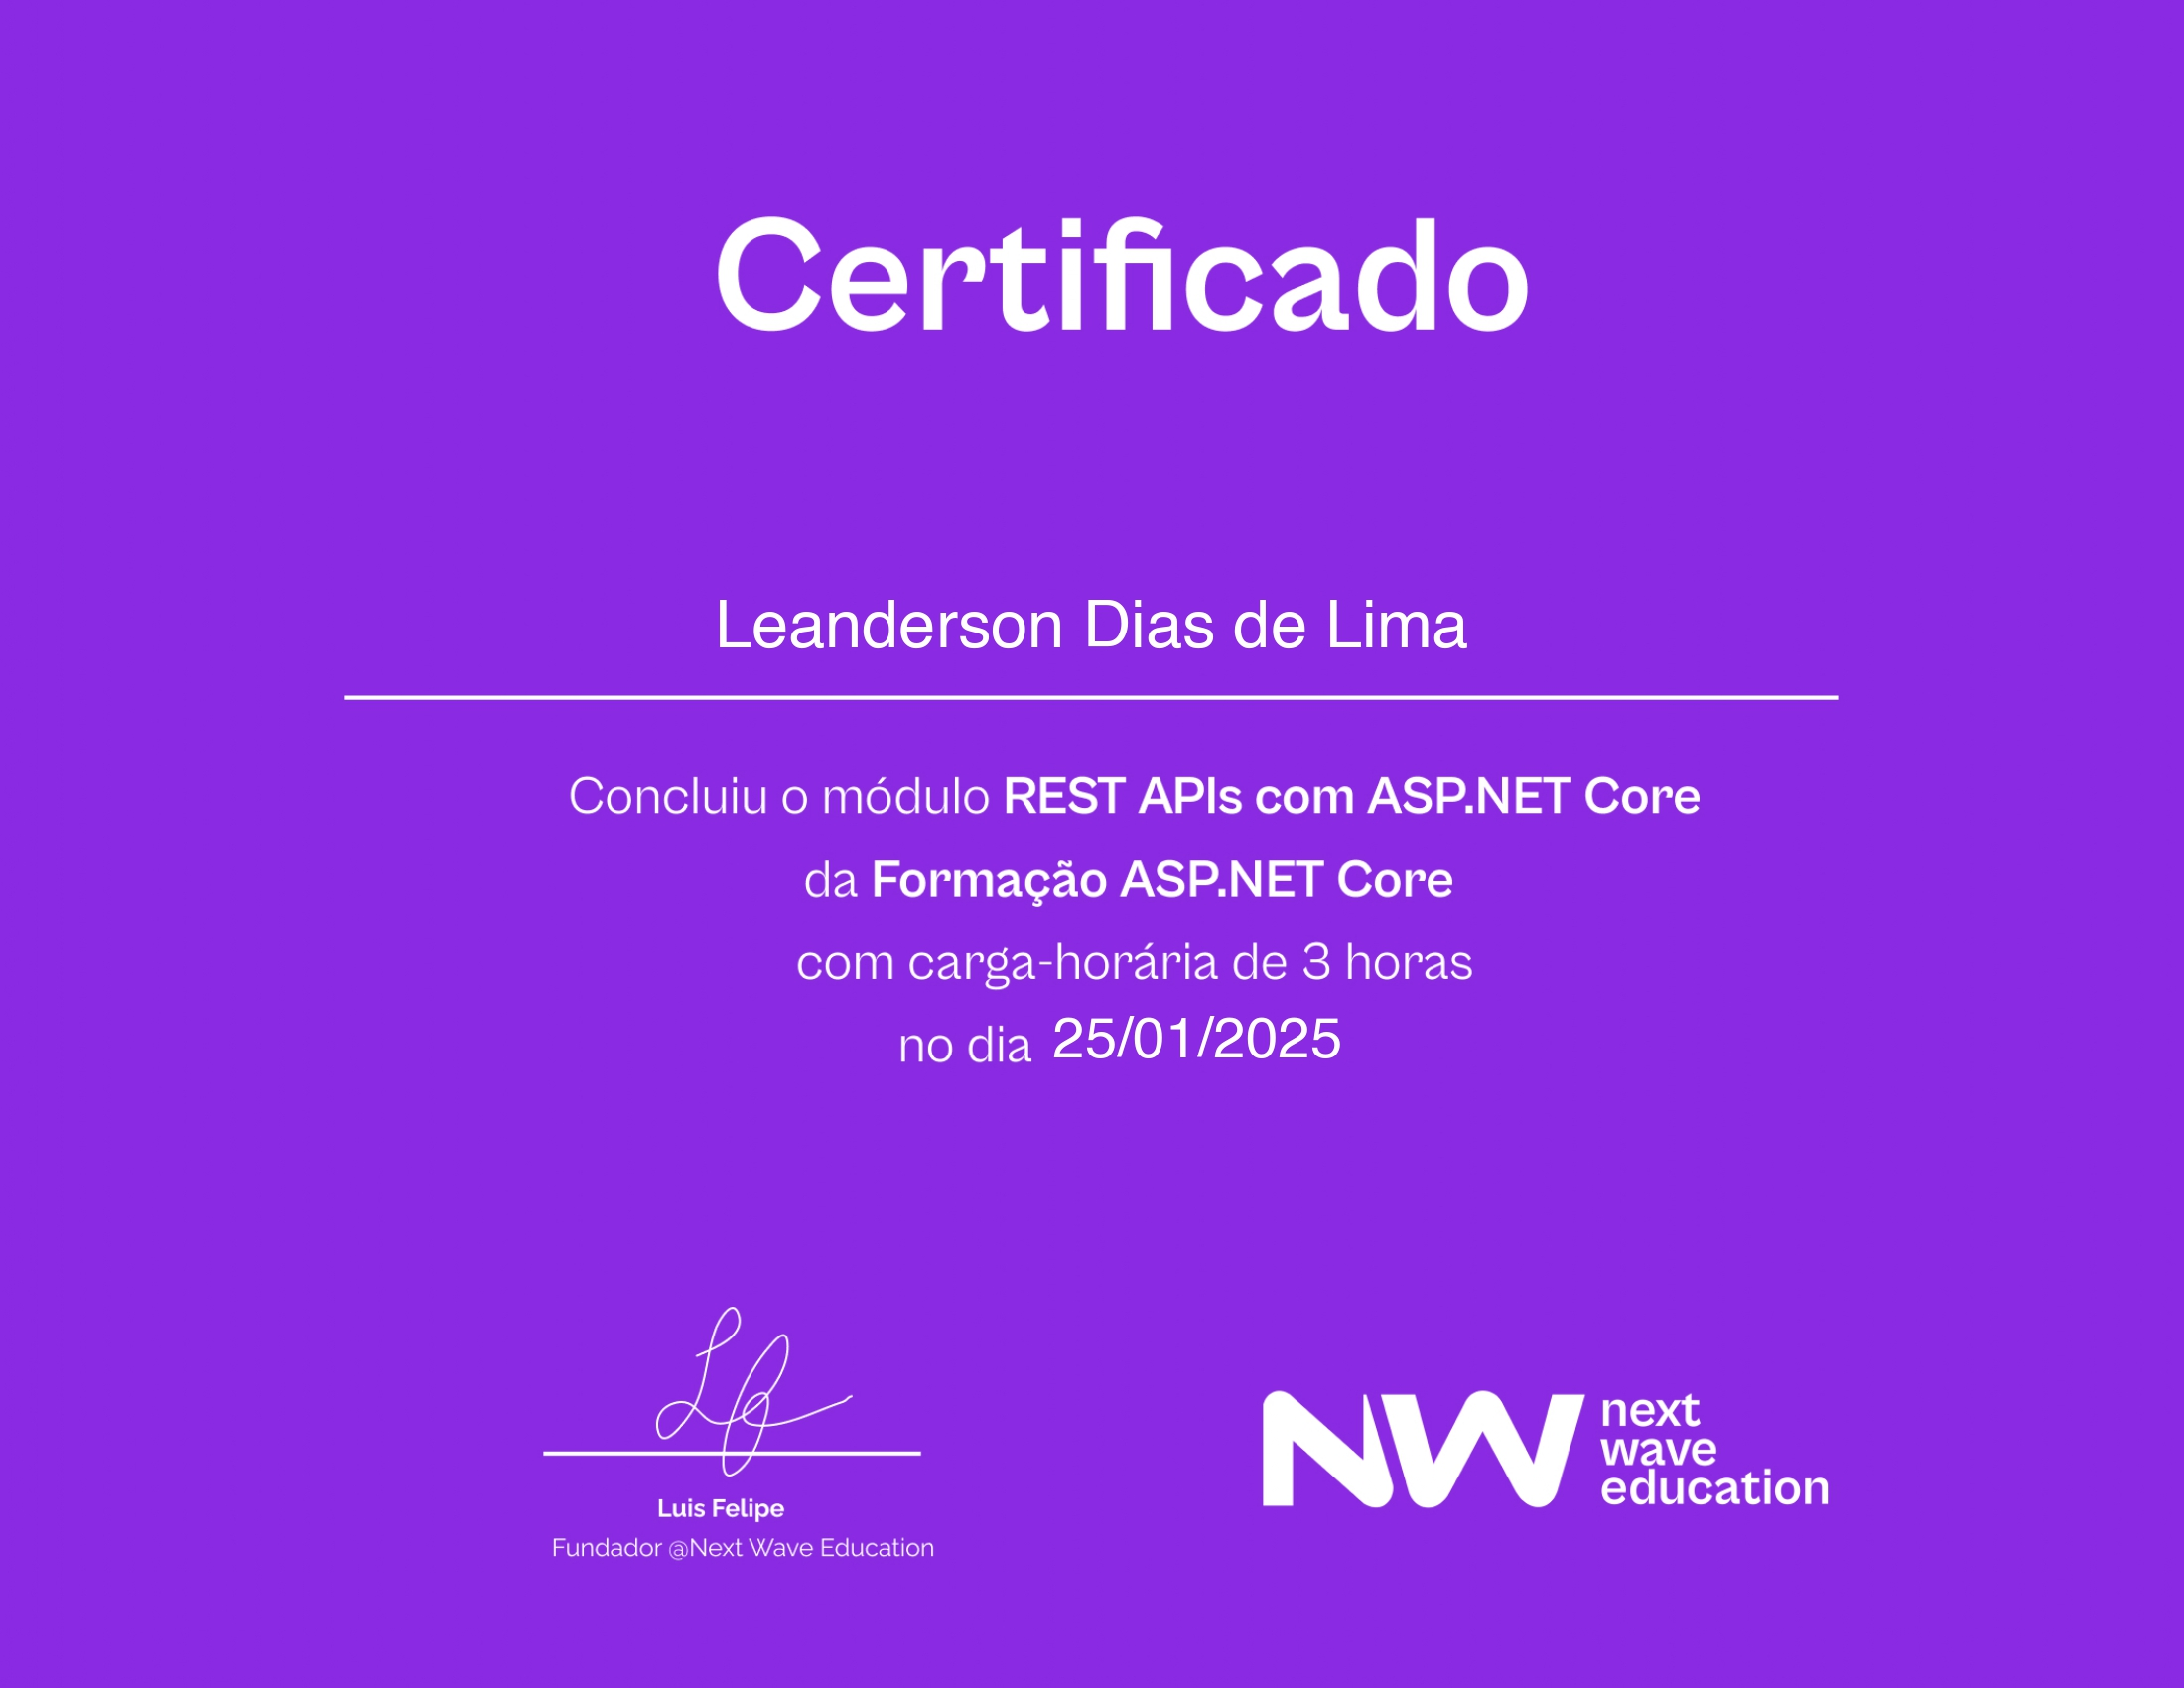 Certificado
Leanderson Dias de Lima
Concluiu o módulo REST APIs com ASP.NET Core
da Formação ASP.NET Core
com carga-horária de 3 horas
no dia 25/01/2025
Luis Felipe
Fundador @Next Wave Education
NW
next
wave
education